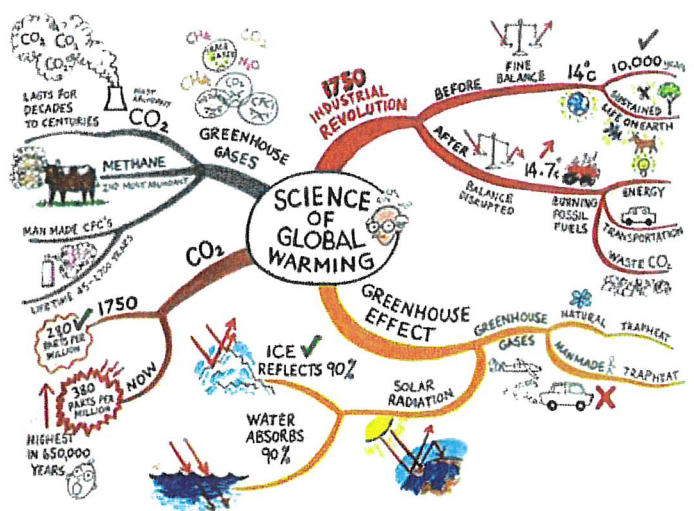 SCIENCE
OF
GLOBAL
WARMING
1750
INDUSTRIAL
REVOLUTION
BEFORE
FINE
BALANCE
14°C
10,000 YEARS
SUSTAINED
LIFE ON EARTH
AFTER
BALANCE
DISRUPTED
14.7°C
BURNING
FOSSIL
FUELS
ENERGY
TRANSPORTATION
WASTE CO2
GREENHOUSE
EFFECT
GREENHOUSE
GASES
NATURAL
TRAPHEAT
MANMADE
TRAPHEAT
SOLAR
RADIATION
ICE
REFLECTS 90%
WATER
ABSORBS
90%
CO2
1750
280
PARTS PER
MILLION
NOW
380
PARTS PER
MILLION
HIGHEST
IN 650,000
YEARS
GREENHOUSE
GASES
CH4
CO2
N2O
CH4
CO2
CFC's
CO2
CO2
CO2
MOST
ABUNDANT
CO2
LASTS FOR
DECADES
TO CENTURIES
METHANE
2ND MOST ABUNDANT
MAN MADE CFC'S
LIFETIME 45-1700 YEARS